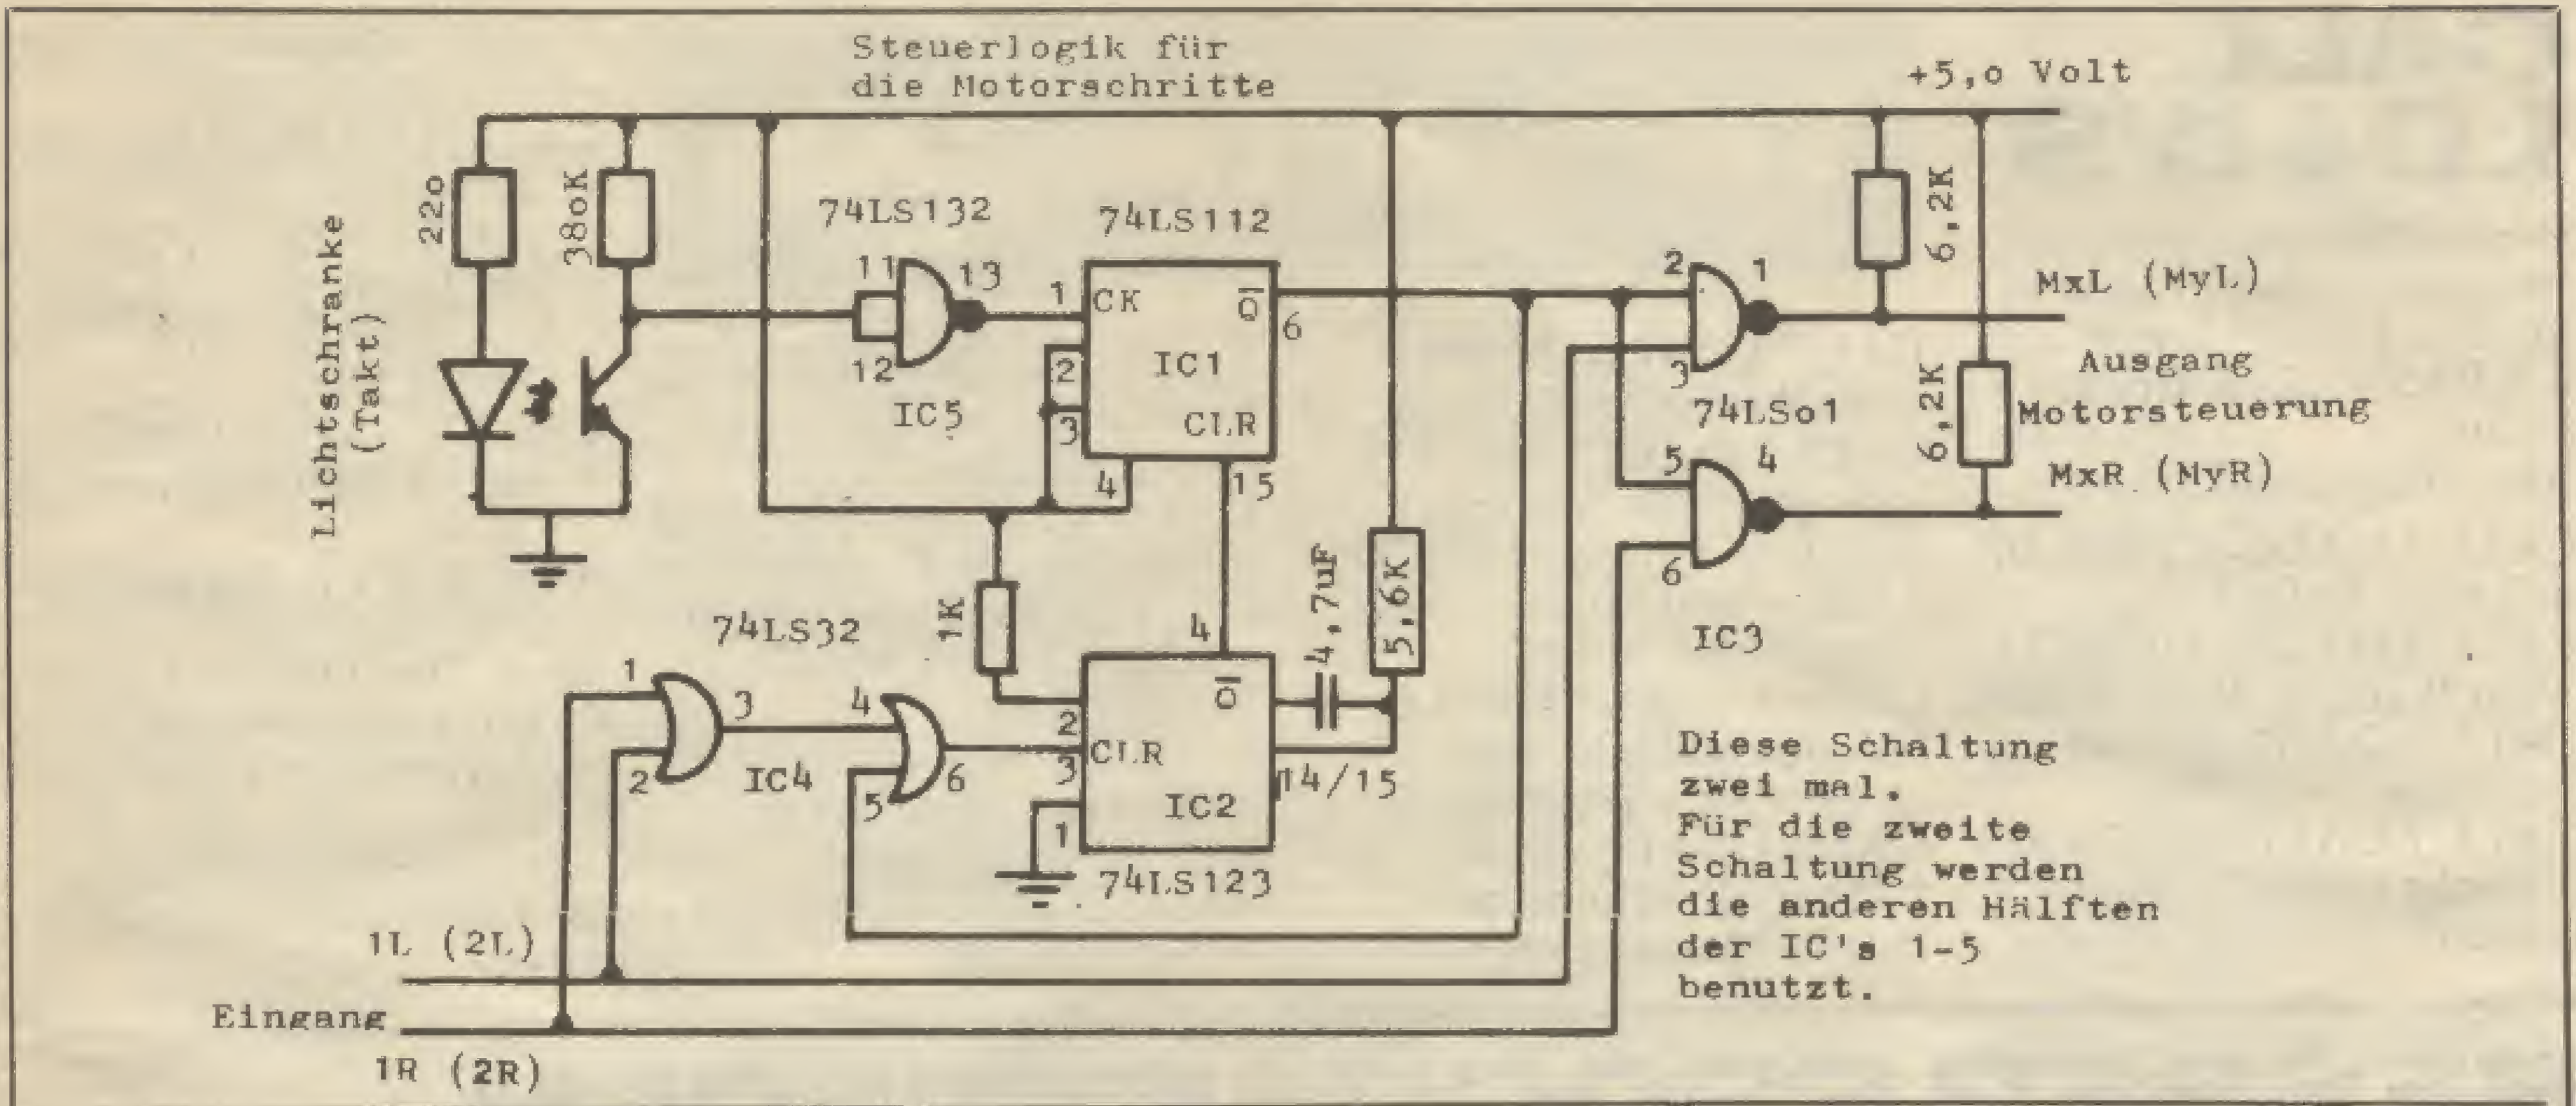 Steuerlogik für
die Motorschritte
+5,o Volt
Lichtschranke
(Takt)
22o
38oK
74LS132
11
12
13
IC5
74LS112
1
CK
2
3
Q
6
IC1
CLR
4
15
2
3
1
74LSo1
6,2K
6,2K
MxL (MyL)
Ausgang
Motorsteuerung
MxR (MyR)
5
6
4
IC3
74LS32
1
2
3
IC4
4
5
6
1K
4
Q
2
CLR
3
IC2
1
14/15
74LS123
4,7uF
5,6K
1L (2L)
Eingang
1R (2R)
Diese Schaltung
zwei mal.
Für die zweite
Schaltung werden
die anderen Hälften
der IC's 1-5
benutzt.